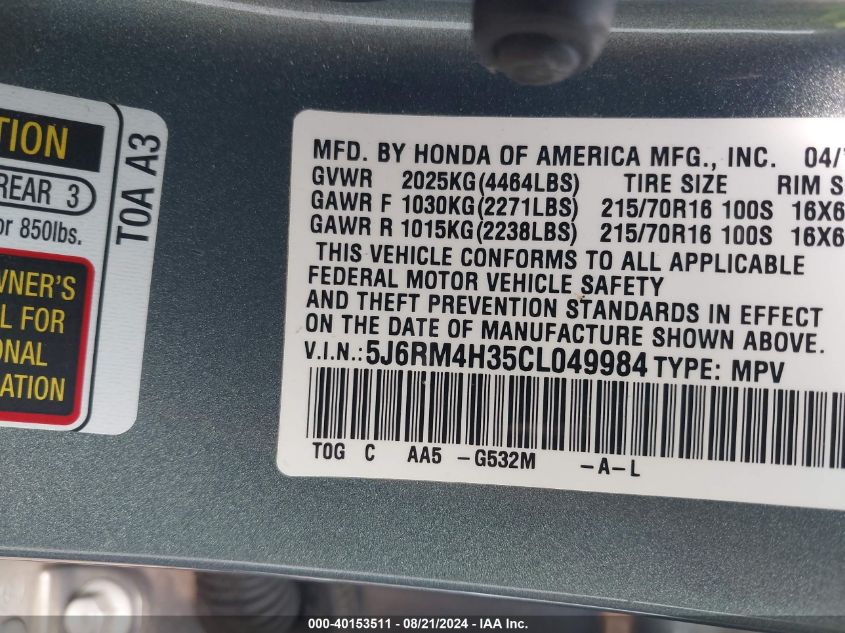 TION
REAR 3
or 850lbs.
WNER'S
L FOR
ONAL
ATION
T0A A3
MFD. BY HONDA OF AMERICA MFG., INC. 04/
GVWR 2025KG(4464LBS) TIRE SIZE RIM S
GAWR F 1030KG(2271LBS) 215/70R16 100S 16X6
GAWR R 1015KG(2238LBS) 215/70R16 100S 16X6
THIS VEHICLE CONFORMS TO ALL APPLICABLE
FEDERAL MOTOR VEHICLE SAFETY
AND THEFT PREVENTION STANDARDS IN EFFECT
ON THE DATE OF MANUFACTURE SHOWN ABOVE.
V.I.N.: 5J6RM4H35CL049984 TYPE: MPV
T0G C AA5 -G532M -A-L
000-40153511 - 08/21/2024 - IAA Inc.